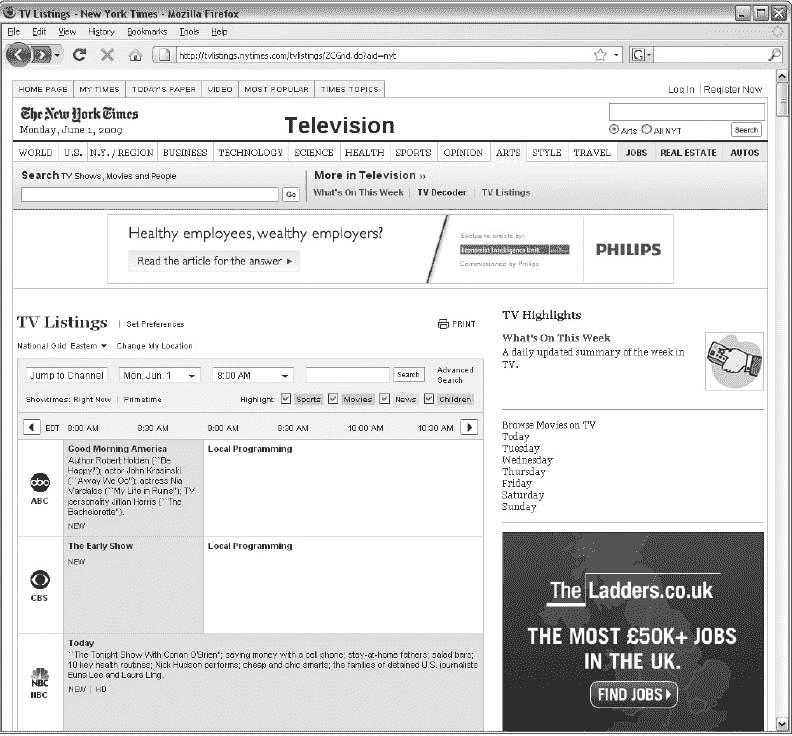 TV Listings - New York Times - Mozilla Firefox
File Edit View History Bookmarks Tools Help
http://tvlistings.nytimes.com/tvlistings/ZCGrid.do?aid=nyt
G
HOME PAGE MY TIMES TODAY'S PAPER VIDEO MOST POPULAR TIMES TOPICS
Log In Register Now
The New York Times
Monday, June 1, 2009
Television
Arts All NYT Search
WORLD U.S. N.Y. / REGION BUSINESS TECHNOLOGY SCIENCE HEALTH SPORTS OPINION ARTS STYLE TRAVEL JOBS REAL ESTATE AUTOS
Search TV Shows, Movies and People
Go
More in Television ››
What's On This Week TV Decoder TV Listings
Healthy employees, wealthy employers?
Read the article for the answer
Exclusive article by:
Economist Intelligence Unit
Commissioned by Philips
PHILIPS
TV Listings | Set Preferences
PRINT
National Grid Eastern Change My Location
Jump to Channel Mon, Jun. 1 8:00 AM Search Advanced
Search
Showtimes: Right Now | Primetime Highlight: Sports Movies News Children
EDT 8:00 AM 8:30 AM 9:00 AM 9:30 AM 10:00 AM 10:30 AM
abc
ABC
Good Morning America
Author Robert Holden (``Be
Happy''); actor John Krasinski
(``Away We Go''); actress Nia
Vardalos (``My Life in Ruins''); TV
personality Jillian Harris (``The
Bachelorette'').
NEW
Local Programming
CBS
The Early Show
NEW
Local Programming
NBC
NBC
Today
``The Tonight Show With Conan O'Brien''; saving money with a cell phone; stay-at-home fathers; salad bars;
10 key health routines; Nick Hudson performs; cheap and chic smarts; the families of detained U.S. journalists
Euna Lee and Laura Ling.
NEW | HD
TV Highlights
What's On This Week
A daily updated summary of the week in
TV.
Browse Movies on TV
Today
Tuesday
Wednesday
Thursday
Friday
Saturday
Sunday
The Ladders.co.uk
THE MOST £50K+ JOBS
IN THE UK.
FIND JOBS